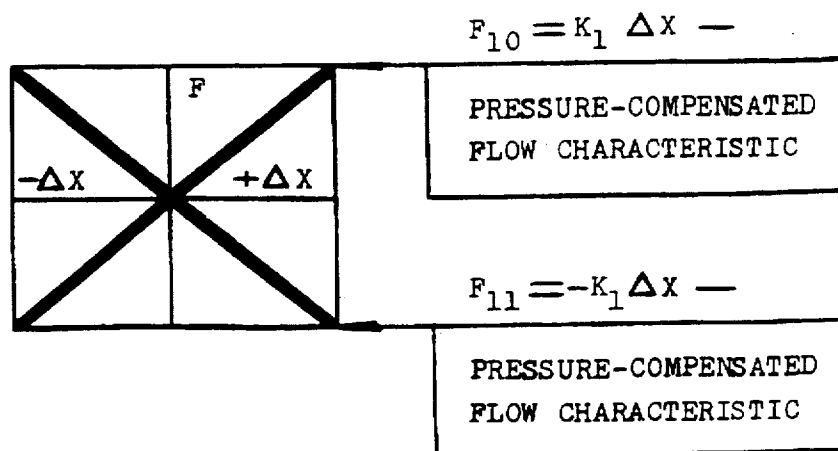 F₁₀ = K₁ ΔX —
F
PRESSURE-COMPENSATED
FLOW CHARACTERISTIC
-ΔX
+ΔX
F₁₁ = -K₁ ΔX —
PRESSURE-COMPENSATED
FLOW CHARACTERISTIC